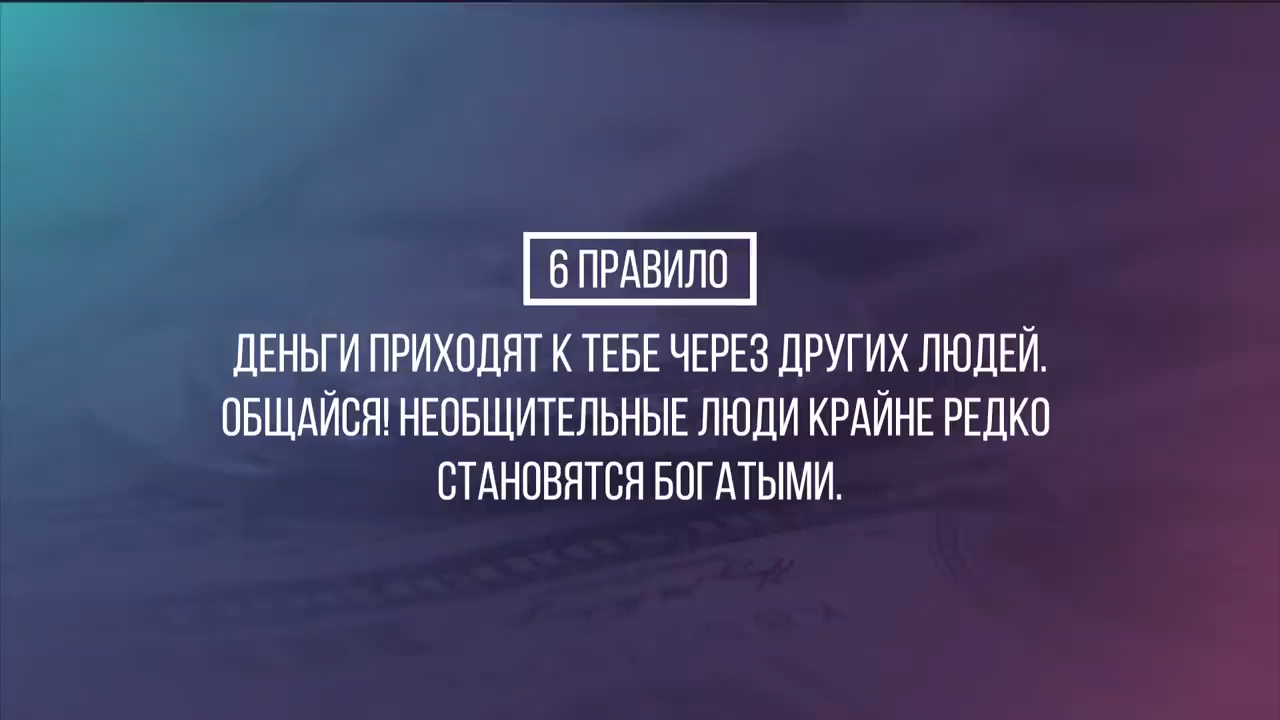 6 ПРАВИЛО
ДЕНЬГИ ПРИХОДЯТ К ТЕБЕ ЧЕРЕЗ ДРУГИХ ЛЮДЕЙ.
ОБЩАЙСЯ! НЕОБЩИТЕЛЬНЫЕ ЛЮДИ КРАЙНЕ РЕДКО
СТАНОВЯТСЯ БОГАТЫМИ.